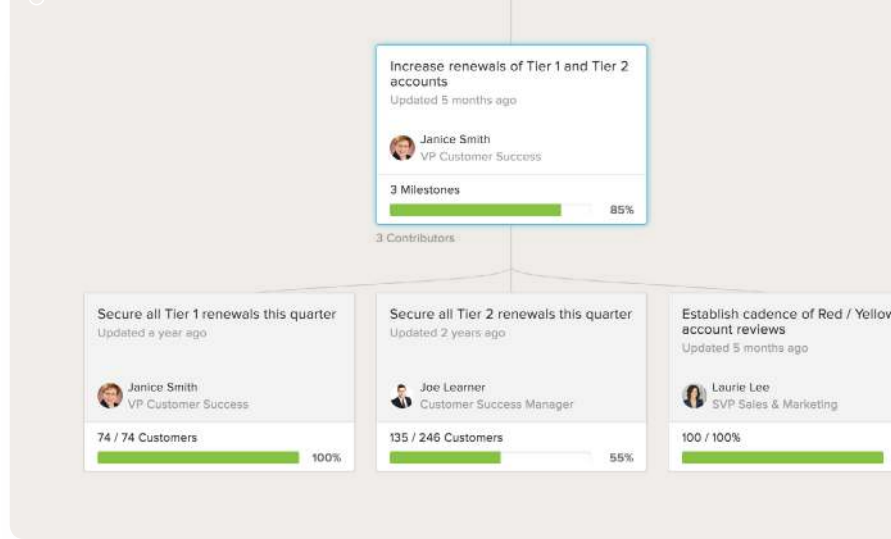 Increase renewals of Tier 1 and Tier 2
accounts
Updated 5 months ago
Janice Smith
VP Customer Success
3 Milestones
85%
3 Contributors
Secure all Tier 1 renewals this quarter
Updated a year ago
Janice Smith
VP Customer Success
74 / 74 Customers
100%
Secure all Tier 2 renewals this quarter
Updated 2 years ago
Joe Learner
Customer Success Manager
135 / 246 Customers
55%
Establish cadence of Red / Yellow
account reviews
Updated 5 months ago
Laurie Lee
SVP Sales & Marketing
100 / 100%